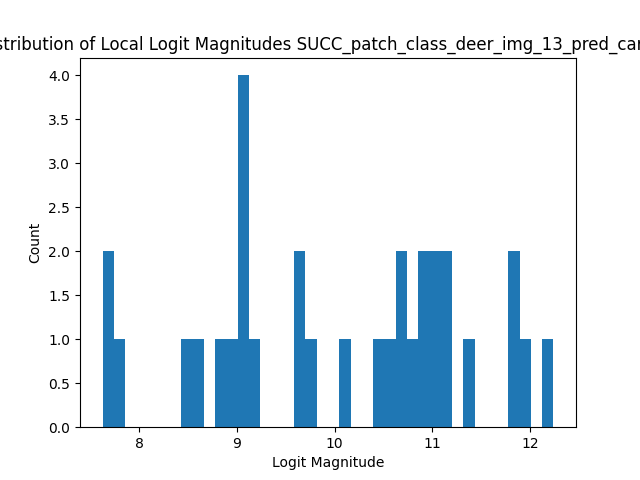 stribution of Local Logit Magnitudes SUCC_patch_class_deer_img_13_pred_car
4.0
3.5
3.0
2.5
2.0
1.5
1.0
0.5
0.0
Count
8 9 10 11 12
Logit Magnitude